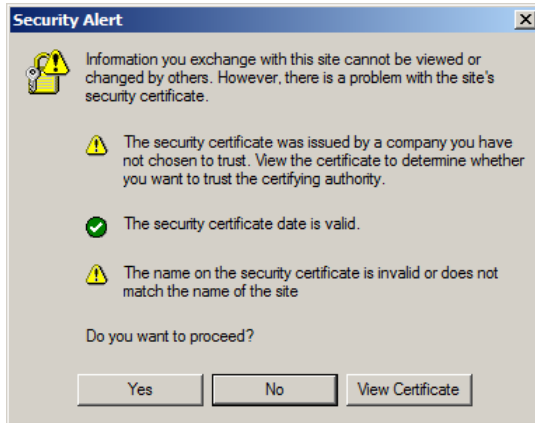 Security Alert
Information you exchange with this site cannot be viewed or
changed by others. However, there is a problem with the site's
security certificate.
The security certificate was issued by a company you have
not chosen to trust. View the certificate to determine whether
you want to trust the certifying authority.
The security certificate date is valid.
The name on the security certificate is invalid or does not
match the name of the site
Do you want to proceed?
Yes No View Certificate